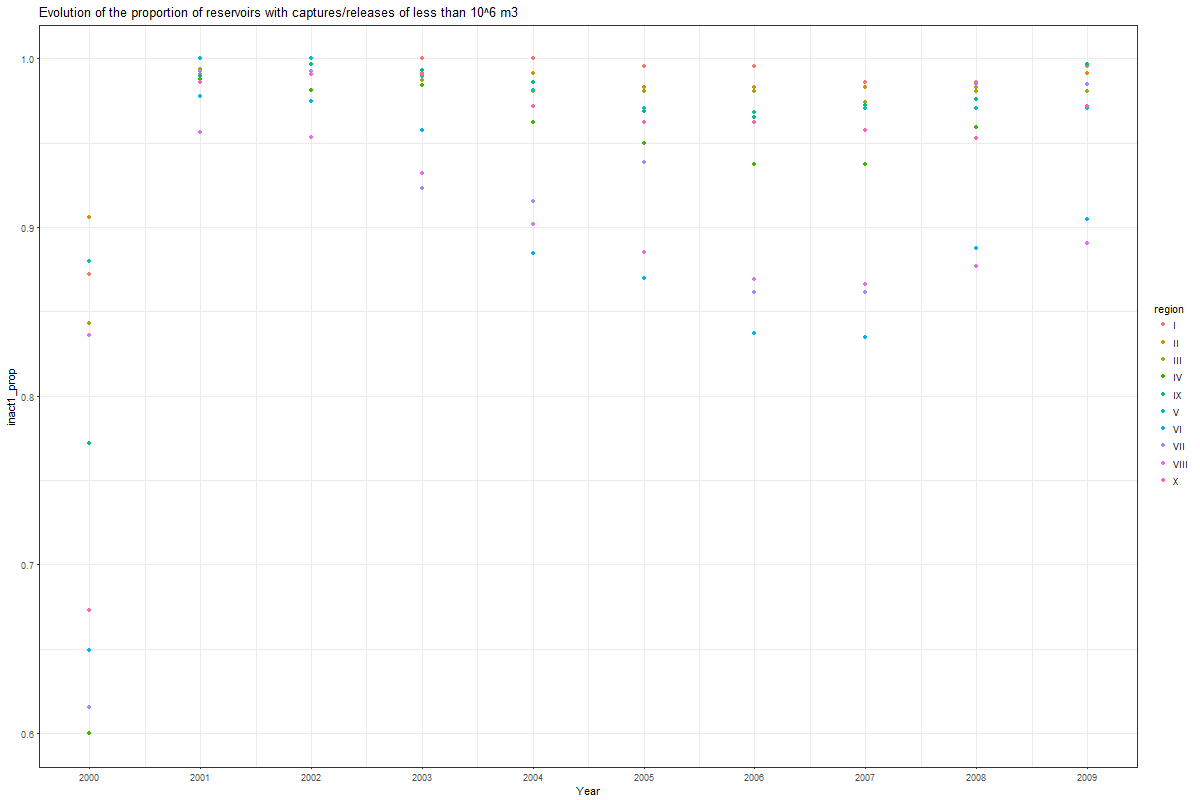 Evolution of the proportion of reservoirs with captures/releases of less than 10^6 m3
1.0
0.9
0.8
0.7
0.6
inact1_prop
2000 2001 2002 2003 2004 2005 2006 2007 2008 2009
Year
region
I
II
III
IV
IX
V
VI
VII
VIII
X